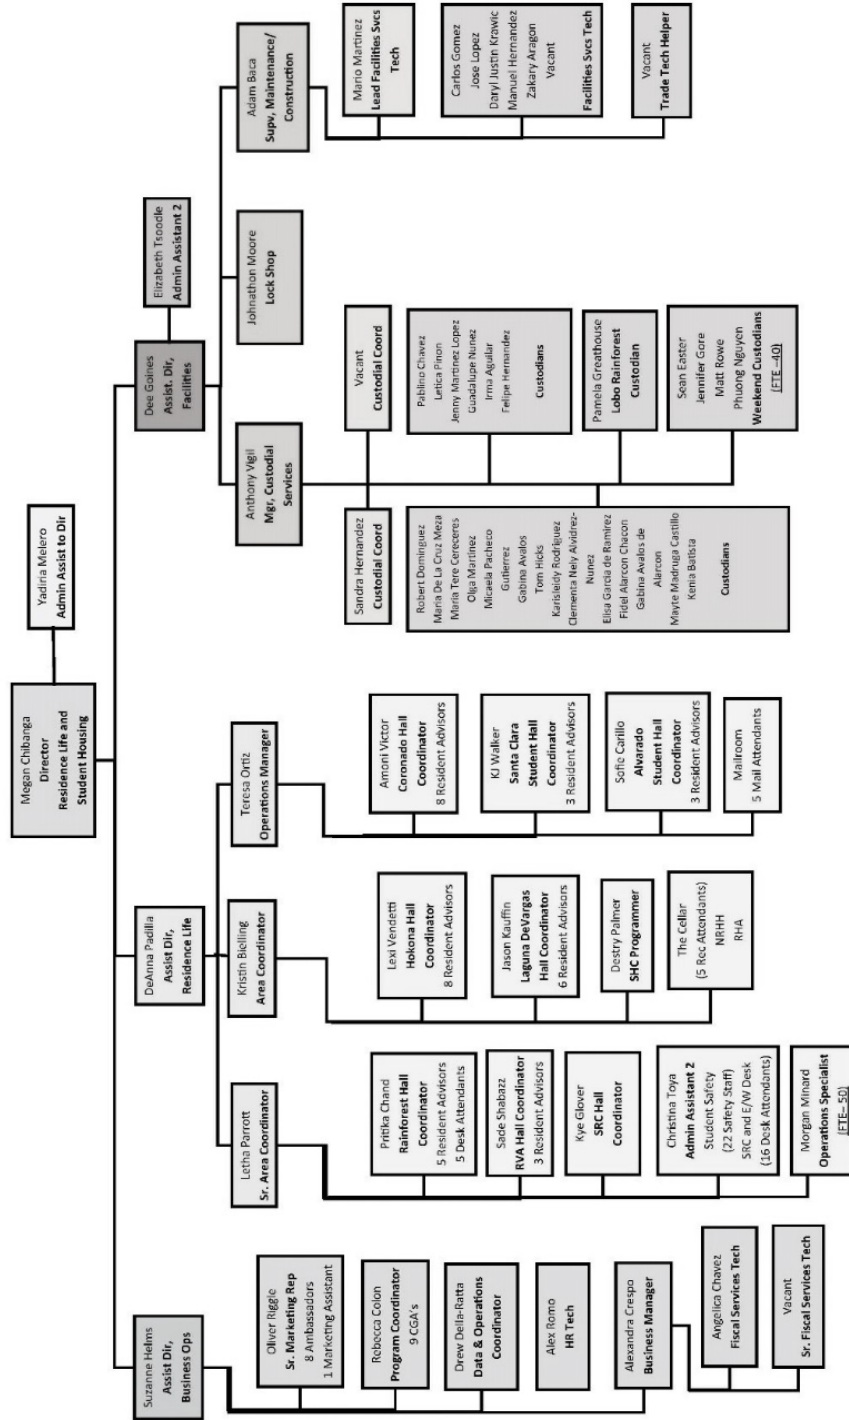 Megan Chibanga
Director
Residence Life and
Student Housing
Yadiria Melero
Admin Assist to Dir
Suzanne Helms
Assist Dir,
Business Ops
Oliver Riggle
Sr. Marketing Rep
8 Ambassadors
1 Marketing Assistant
Rebecca Colon
Program Coordinator
9 CGA's
Drew Della-Ratta
Data & Operations
Coordinator
Alex Romo
HR Tech
Alexandra Crespo
Business Manager
Angelica Chavez
Fiscal Services Tech
Vacant
Sr. Fiscal Services Tech
DeAnna Padilla
Assist Dir,
Residence Life
Letha Parrott
Sr. Area Coordinator
Pritika Chand
Rainforest Hall
Coordinator
5 Resident Advisors
5 Desk Attendants
Sade Shabazz
RVA Hall Coordinator
3 Resident Advisors
Kye Glover
SRC Hall
Coordinator
Christina Toya
Admin Assistant 2
Student Safety
(22 Safety Staff)
SRC and E/W Desk
(16 Desk Attendants)
Morgan Minard
Operations Specialist
(FTE–.50)
Kristin Bielling
Area Coordinator
Lexi Vendetti
Hokona Hall
Coordinator
8 Resident Advisors
Jason Kauffin
Laguna DeVargas
Hall Coordinator
6 Resident Advisors
Destry Palmer
SHC Programmer
The Cellar
(5 Rec Attendants)
NRHH
RHA
Teresa Ortiz
Operations Manager
Amoni Victor
Coronado Hall
Coordinator
8 Resident Advisors
KJ Walker
Santa Clara
Student Hall
Coordinator
3 Resident Advisors
Sofie Carillo
Alvarado
Student Hall
Coordinator
3 Resident Advisors
Mailroom
5 Mail Attendants
Dee Goines
Assist. Dir,
Facilities
Elizabeth Tsoodle
Admin Assistant 2
Anthony Vigil
Mgr, Custodial
Services
Sandra Hernandez
Custodial Coord
Vacant
Custodial Coord
Robert Dominguez
Maria De La Cruz Meza
Maria Tere Cereceres
Olga Martinez
Micaela Pacheco
Gutierrez
Gabina Avalos
Tom Hicks
Karisleidy Rodriguez
Clementa Nely Alvidrez-
Nunez
Elisa Garcia de Ramirez
Fidel Alarcon Chacon
Gabina Avalos de
Alarcon
Mayte Madruga Castillo
Kenia Batista
Custodians
Pablino Chavez
Letica Pinon
Jenny Martinez Lopez
Guadalupe Nunez
Irma Aguilar
Felipe Hernandez
Custodians
Pamela Greathouse
Lobo Rainforest
Custodian
Sean Easter
Jennifer Gore
Matt Rowe
Phuong Nguyen
Weekend Custodians
(FTE –.40)
Johnathon Moore
Lock Shop
Adam Baca
Supv, Maintenance/
Construction
Mario Martinez
Lead Facilities Svcs
Tech
Carlos Gomez
Jose Lopez
Daryl Justin Krawic
Manuel Hernandez
Zakary Aragon
Vacant
Facilities Svcs Tech
Vacant
Trade Tech Helper